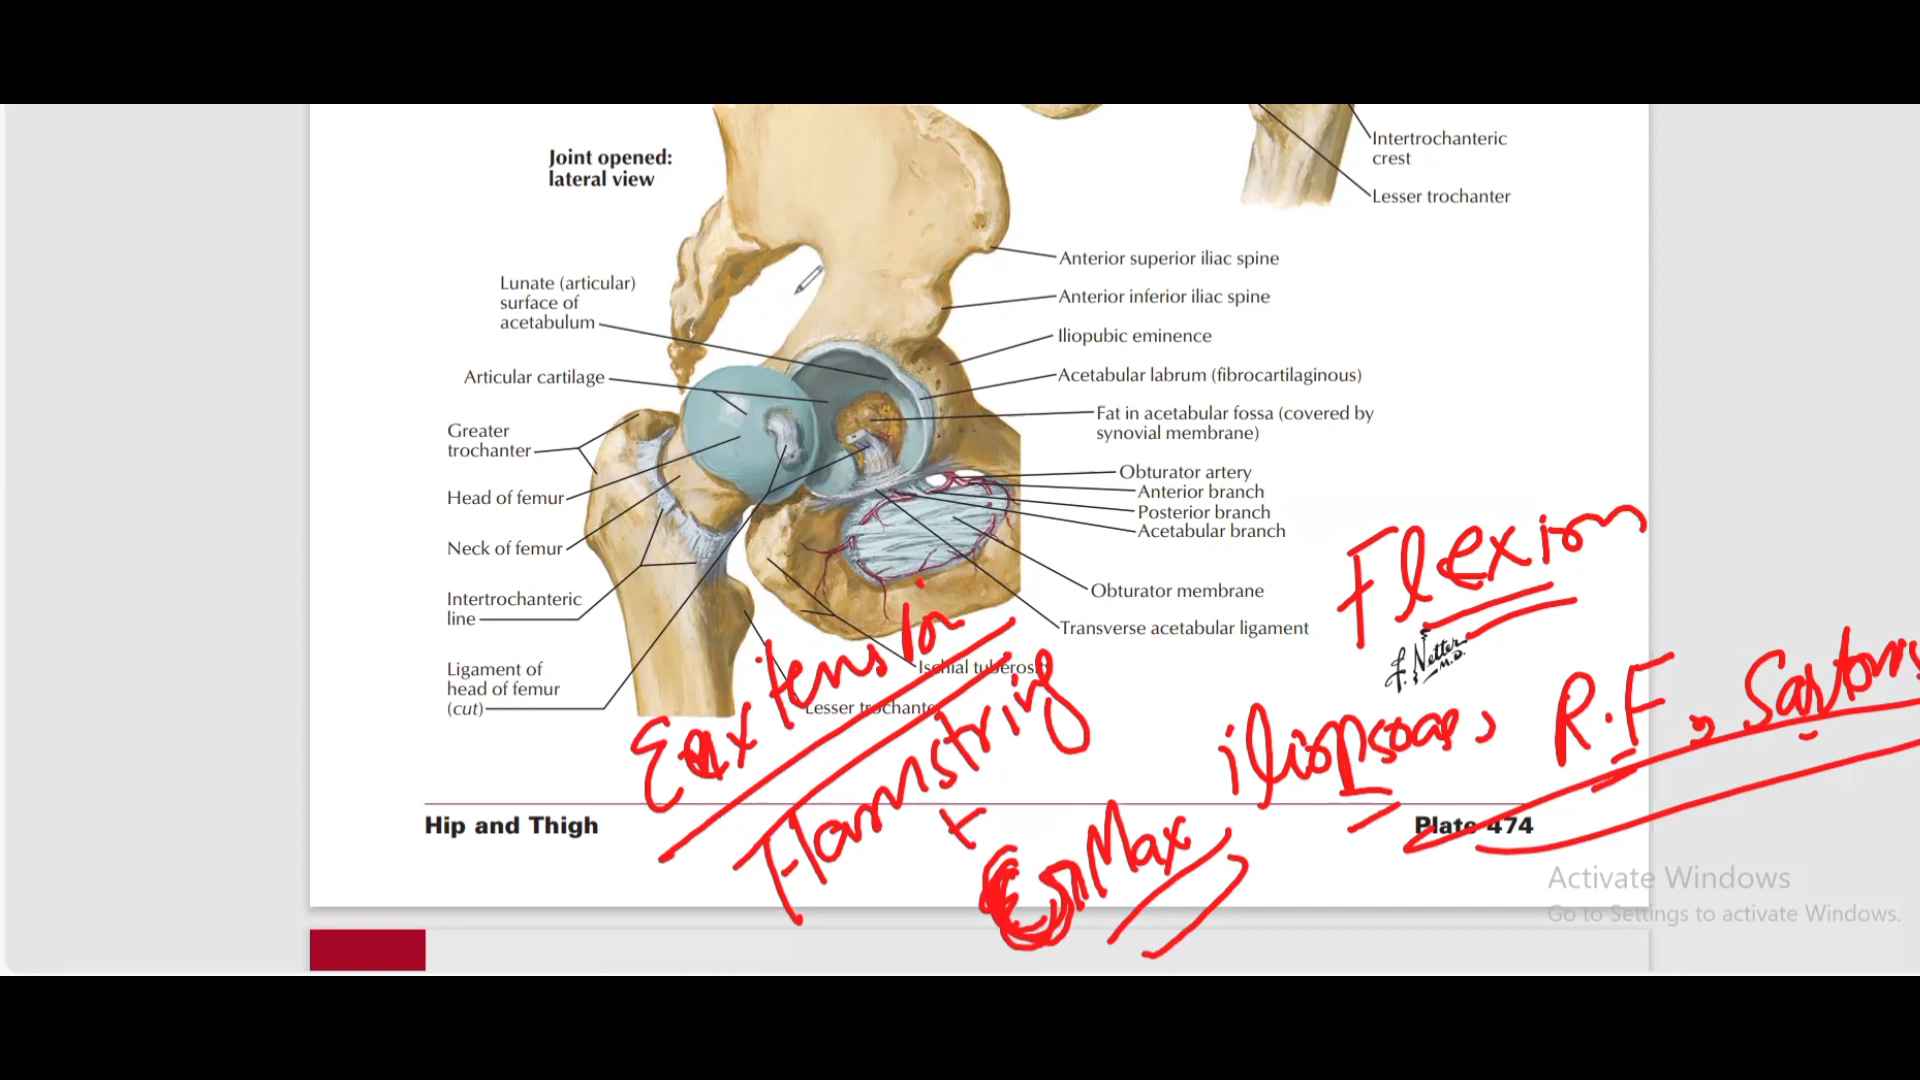 Joint opened:
lateral view
Intertrochanteric
crest
Lesser trochanter
Lunate (articular)
surface of
acetabulum
Articular cartilage
Greater
trochanter
Head of femur
Neck of femur
Intertrochanteric
line
Ligament of
head of femur
(cut)
Anterior superior iliac spine
Anterior inferior iliac spine
Iliopubic eminence
Acetabular labrum (fibrocartilaginous)
Fat in acetabular fossa (covered by
synovial membrane)
Obturator artery
Anterior branch
Posterior branch
Acetabular branch
Obturator membrane
Transverse acetabular ligament
Ischial tuberosity
Lesser trochanter
Flexion
F. Netter
M.D.
iliopsoas, R.F, Sartorius
Extension
Hamstring
+
Max
Hip and Thigh
Plate 474
Activate Windows
Go to Settings to activate Windows.